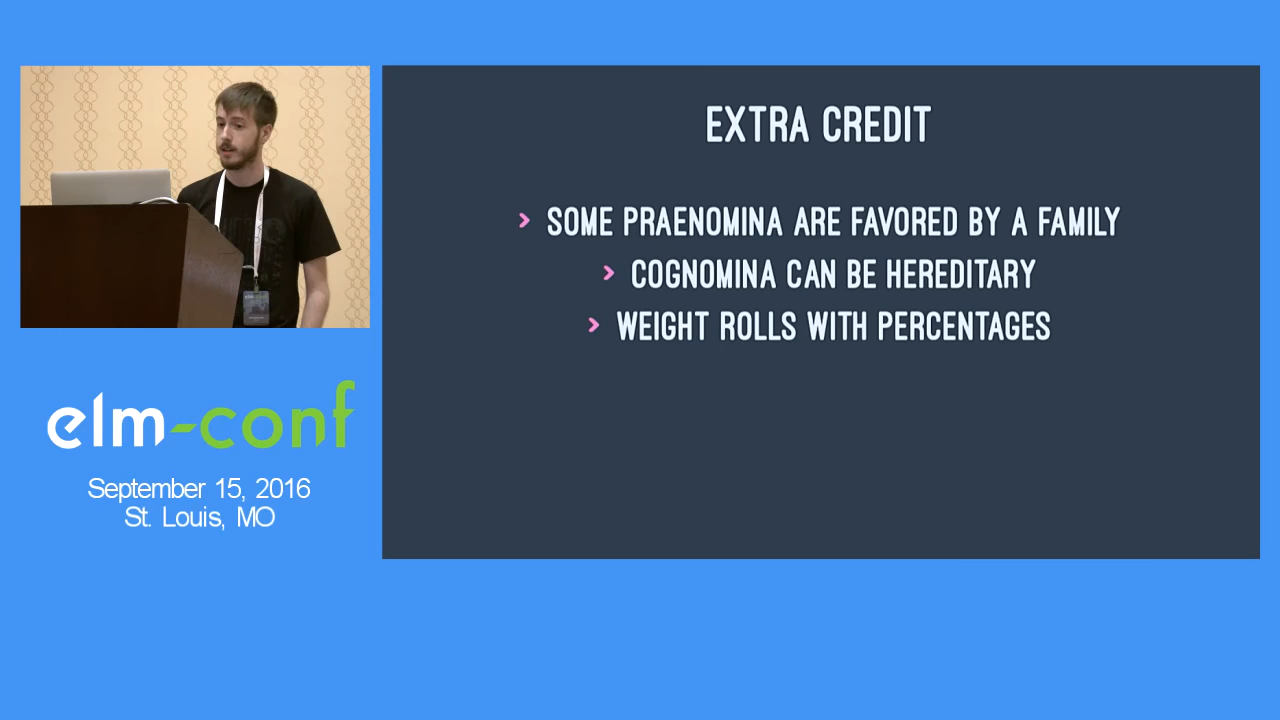 EXTRA CREDIT
> SOME PRAENOMINA ARE FAVORED BY A FAMILY
> COGNOMINA CAN BE HEREDITARY
> WEIGHT ROLLS WITH PERCENTAGES
elm-conf
September 15, 2016
St. Louis, MO